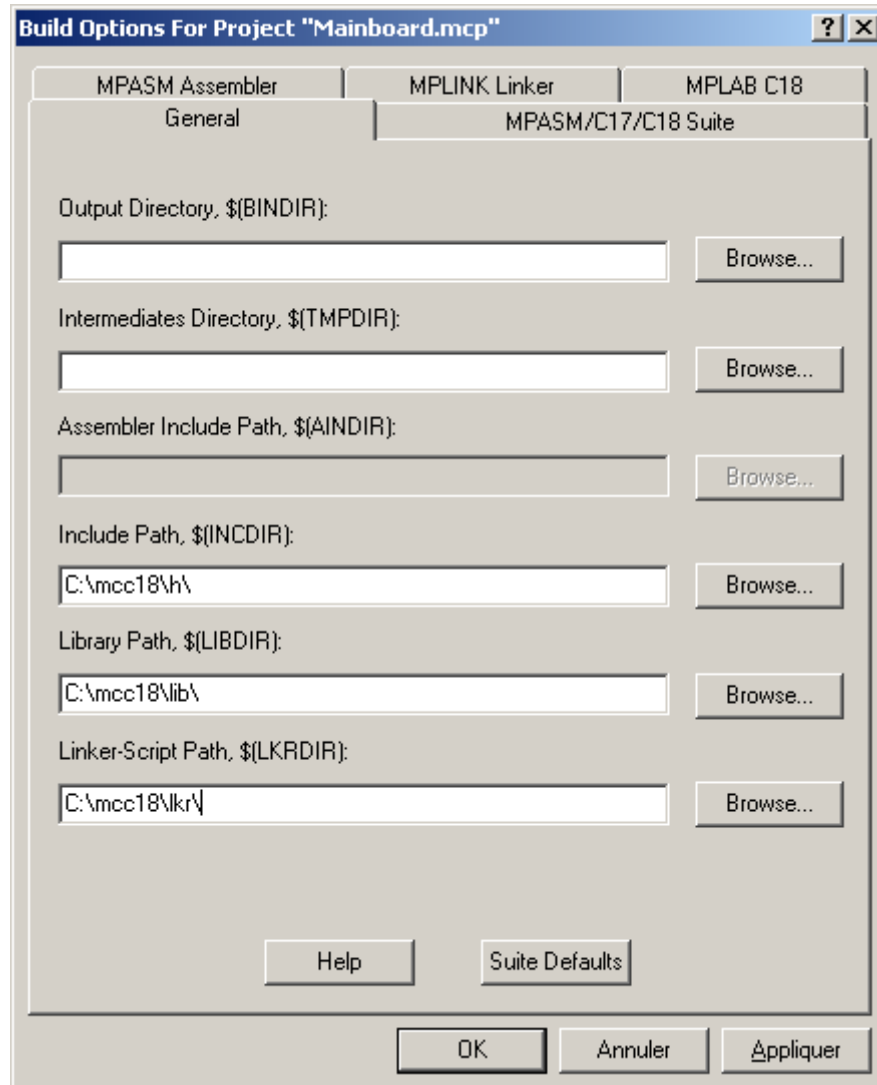 Build Options For Project "Mainboard.mcp"
MPASM Assembler MPLINK Linker MPLAB C18
General MPASM/C17/C18 Suite
Output Directory, $(BINDIR):
Browse...
Intermediates Directory, $(TMPDIR):
Browse...
Assembler Include Path, $(AINDIR):
Browse...
Include Path, $(INCDIR):
C:\mcc18\h\ Browse...
Library Path, $(LIBDIR):
C:\mcc18\lib\ Browse...
Linker-Script Path, $(LKRDIR):
C:\mcc18\lkr\ Browse...
Help Suite Defaults
OK Annuler Appliquer